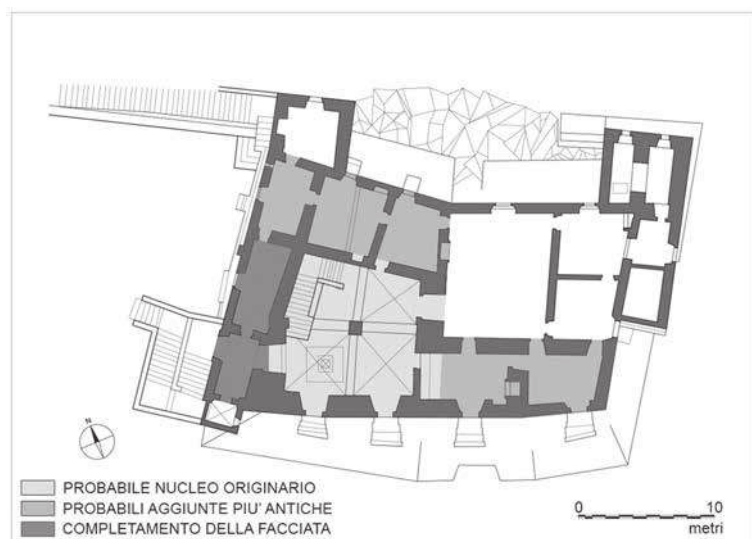 N
PROBABILE NUCLEO ORIGINARIO
PROBABILI AGGIUNTE PIU' ANTICHE
COMPLETAMENTO DELLA FACCIATA
0 10
metri